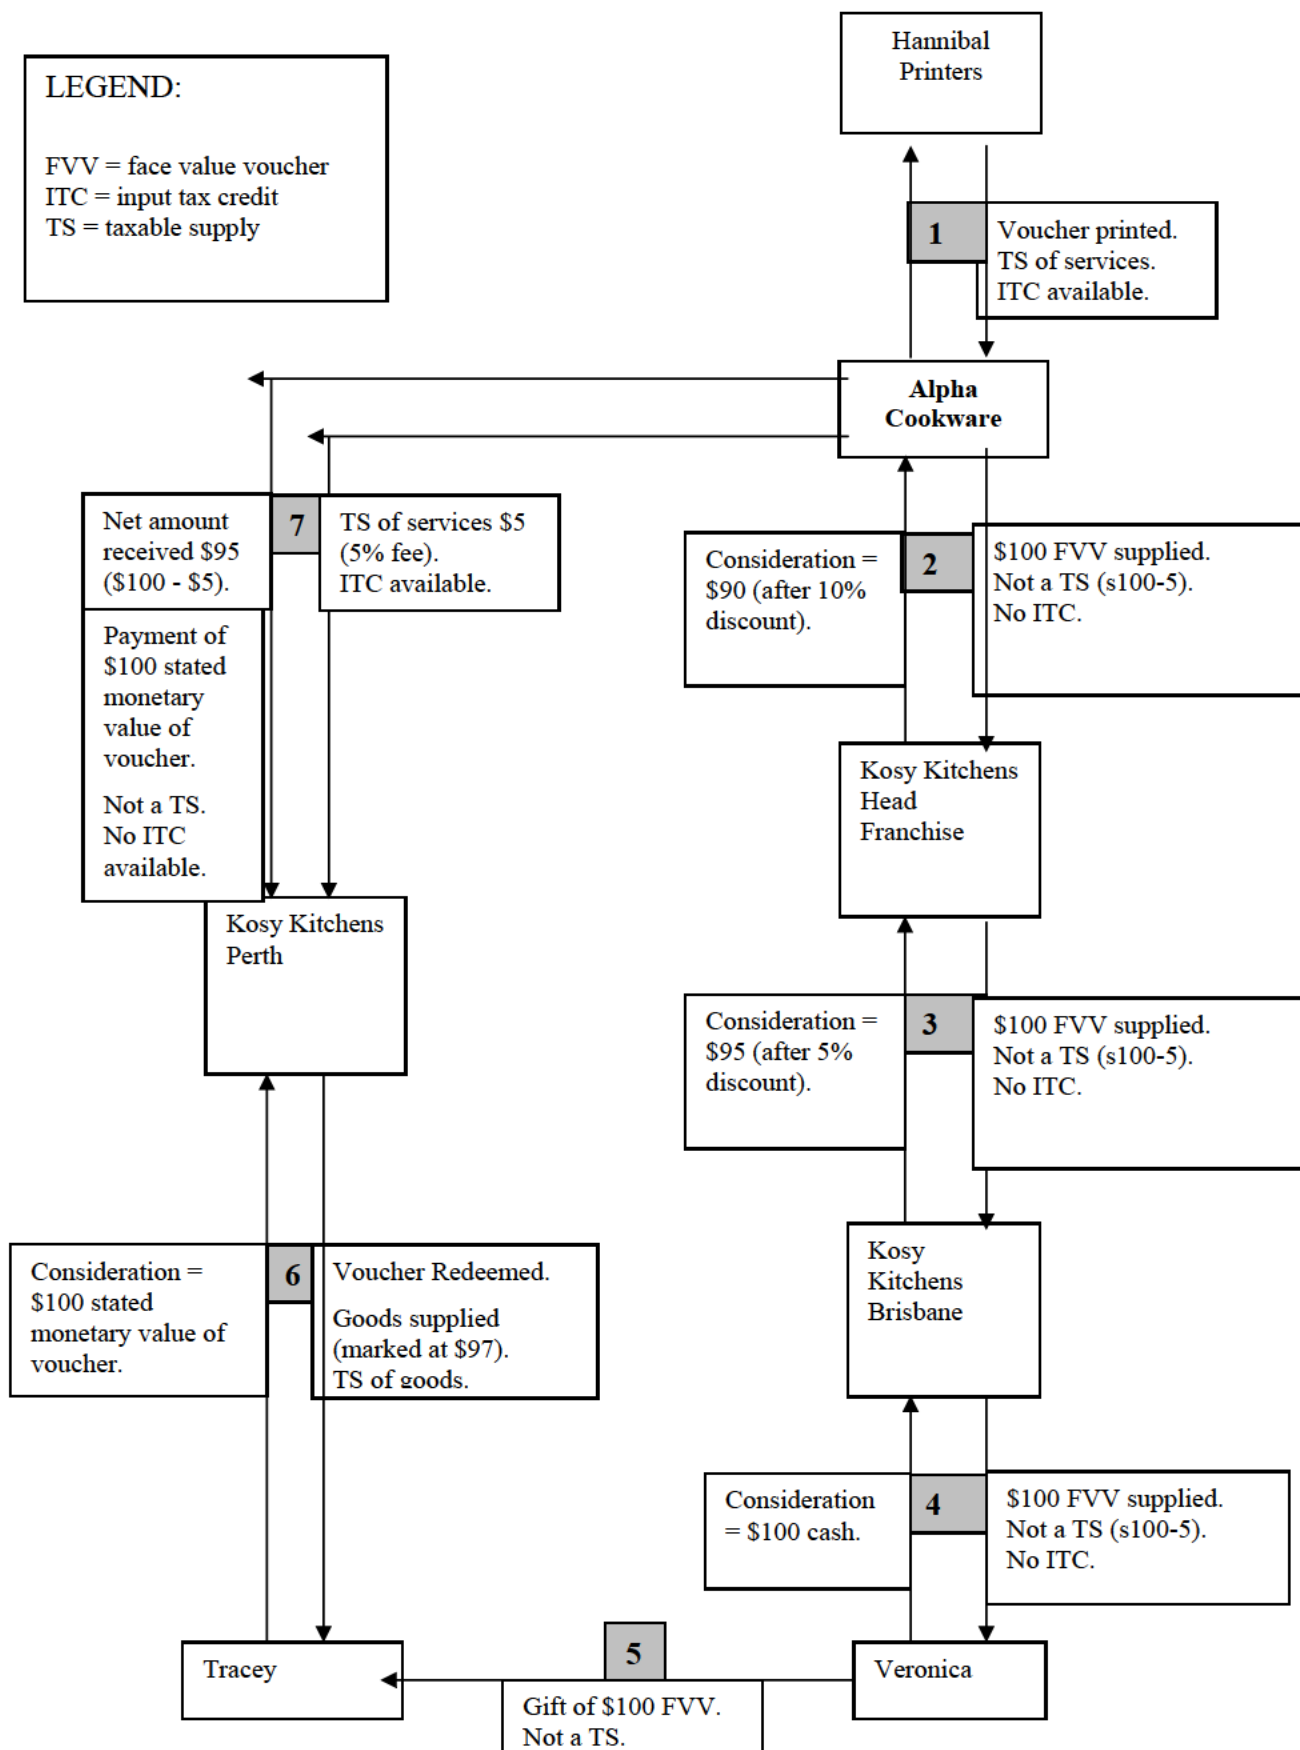 Hannibal
Printers
LEGEND:
FVV = face value voucher
ITC = input tax credit
TS = taxable supply
1
Voucher printed.
TS of services.
ITC available.
Alpha
Cookware
Net amount
received $95
($100 - $5).
7
TS of services $5
(5% fee).
ITC available.
Payment of
$100 stated
monetary
value of
voucher.
Not a TS.
No ITC
available.
Consideration =
$90 (after 10%
discount).
2
$100 FVV supplied.
Not a TS (s100-5).
No ITC.
Kosy Kitchens
Head
Franchise
Kosy Kitchens
Perth
Consideration =
$95 (after 5%
discount).
3
$100 FVV supplied.
Not a TS (s100-5).
No ITC.
Kosy
Kitchens
Brisbane
Consideration =
$100 stated
monetary value of
voucher.
6
Voucher Redeemed.
Goods supplied
(marked at $97).
TS of goods.
Consideration
= $100 cash.
4
$100 FVV supplied.
Not a TS (s100-5).
No ITC.
Tracey
5
Veronica
Gift of $100 FVV.
Not a TS.